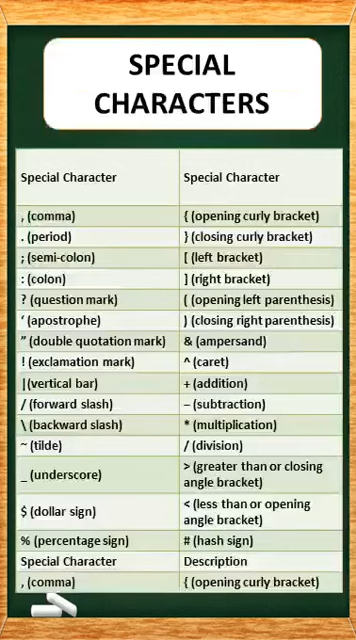 SPECIAL
CHARACTERS
Special Character Special Character
, (comma) { (opening curly bracket)
. (period) } (closing curly bracket)
; (semi-colon) [ (left bracket)
: (colon) ] (right bracket)
? (question mark) ( (opening left parenthesis)
‘ (apostrophe) ) (closing right parenthesis)
” (double quotation mark) & (ampersand)
! (exclamation mark) ^ (caret)
| (vertical bar) + (addition)
/ (forward slash) – (subtraction)
\ (backward slash) * (multiplication)
~ (tilde) / (division)
_ (underscore) > (greater than or closing
angle bracket)
$ (dollar sign) < (less than or opening
angle bracket)
% (percentage sign) # (hash sign)
Special Character Description
, (comma) { (opening curly bracket)